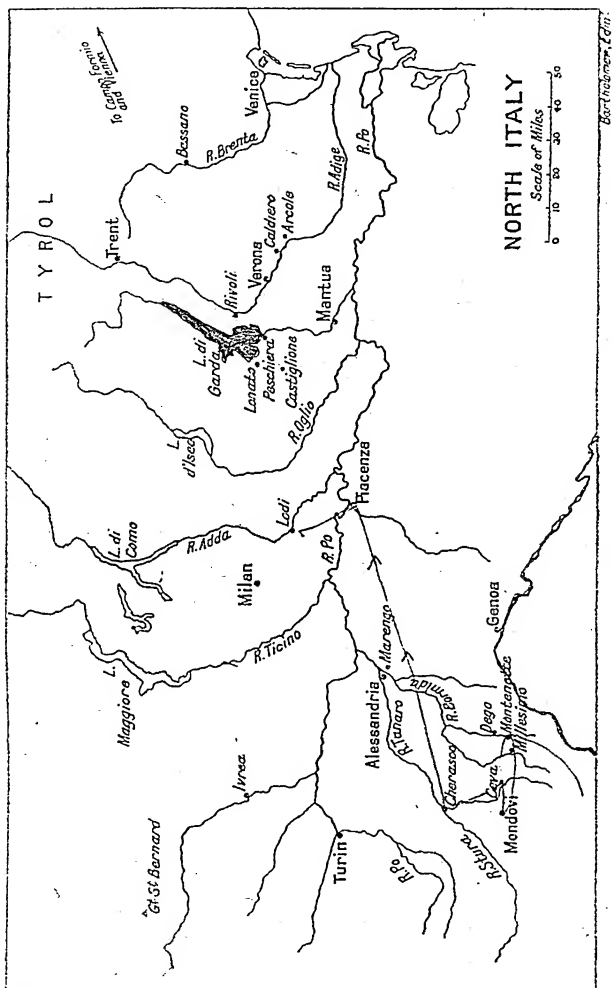 TYROL
To Campo Formio
and Vienna
Trent
Bassano
R. Brenta
Venice
L. di
Garda
Rivoli
Verona
Caldiero
Arcole
R. Adige
R. Po
Lonato
Peschiera
Castiglione
Mantua
L.
d'Iseo
R. Oglio
L. di
Como
R. Adda
Lodi
Piacenza
Milan
R. Po
L.
Maggiore
R. Ticino
Gt. St Bernard
Ivrea
Turin
R. Po
Alessandria
Marengo
R. Tanaro
R. Bormida
Cherasco
Ceva
Mondovi
R. Stura
Dego
Montenotte
Millesimo
Genoa
NORTH ITALY
Scale of Miles
0 10 20 30 40 50
Bartholomew, Edin.